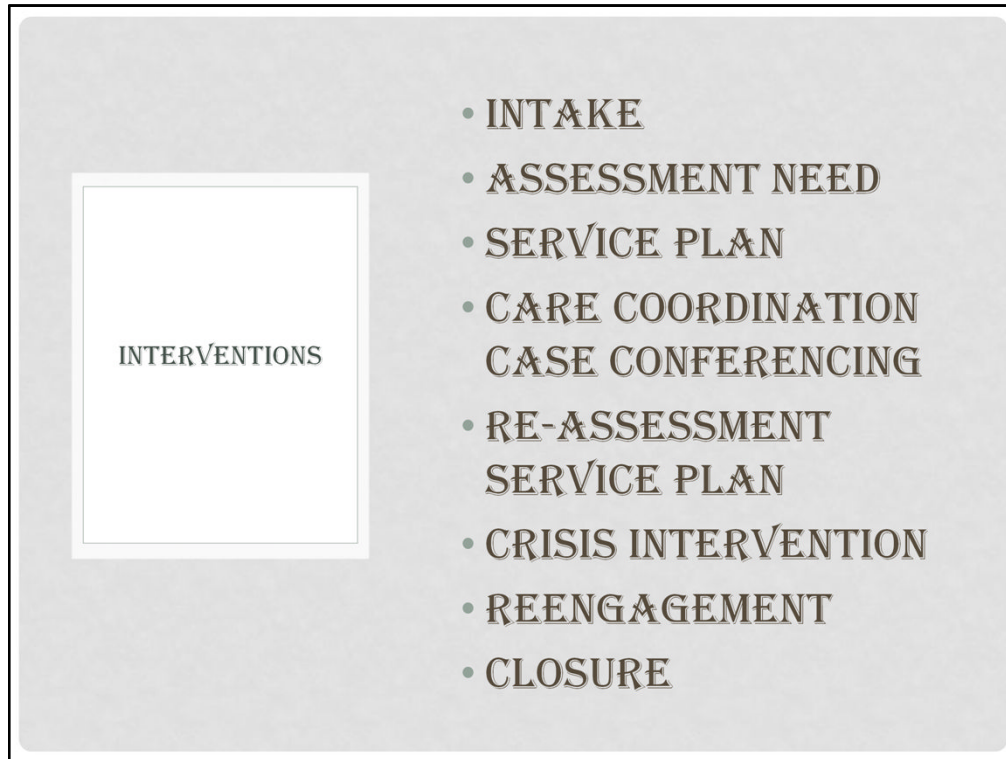 INTERVENTIONS
• INTAKE
• ASSESSMENT NEED
• SERVICE PLAN
• CARE COORDINATION
CASE CONFERENCING
• RE-ASSESSMENT
SERVICE PLAN
• CRISIS INTERVENTION
• REENGAGEMENT
• CLOSURE